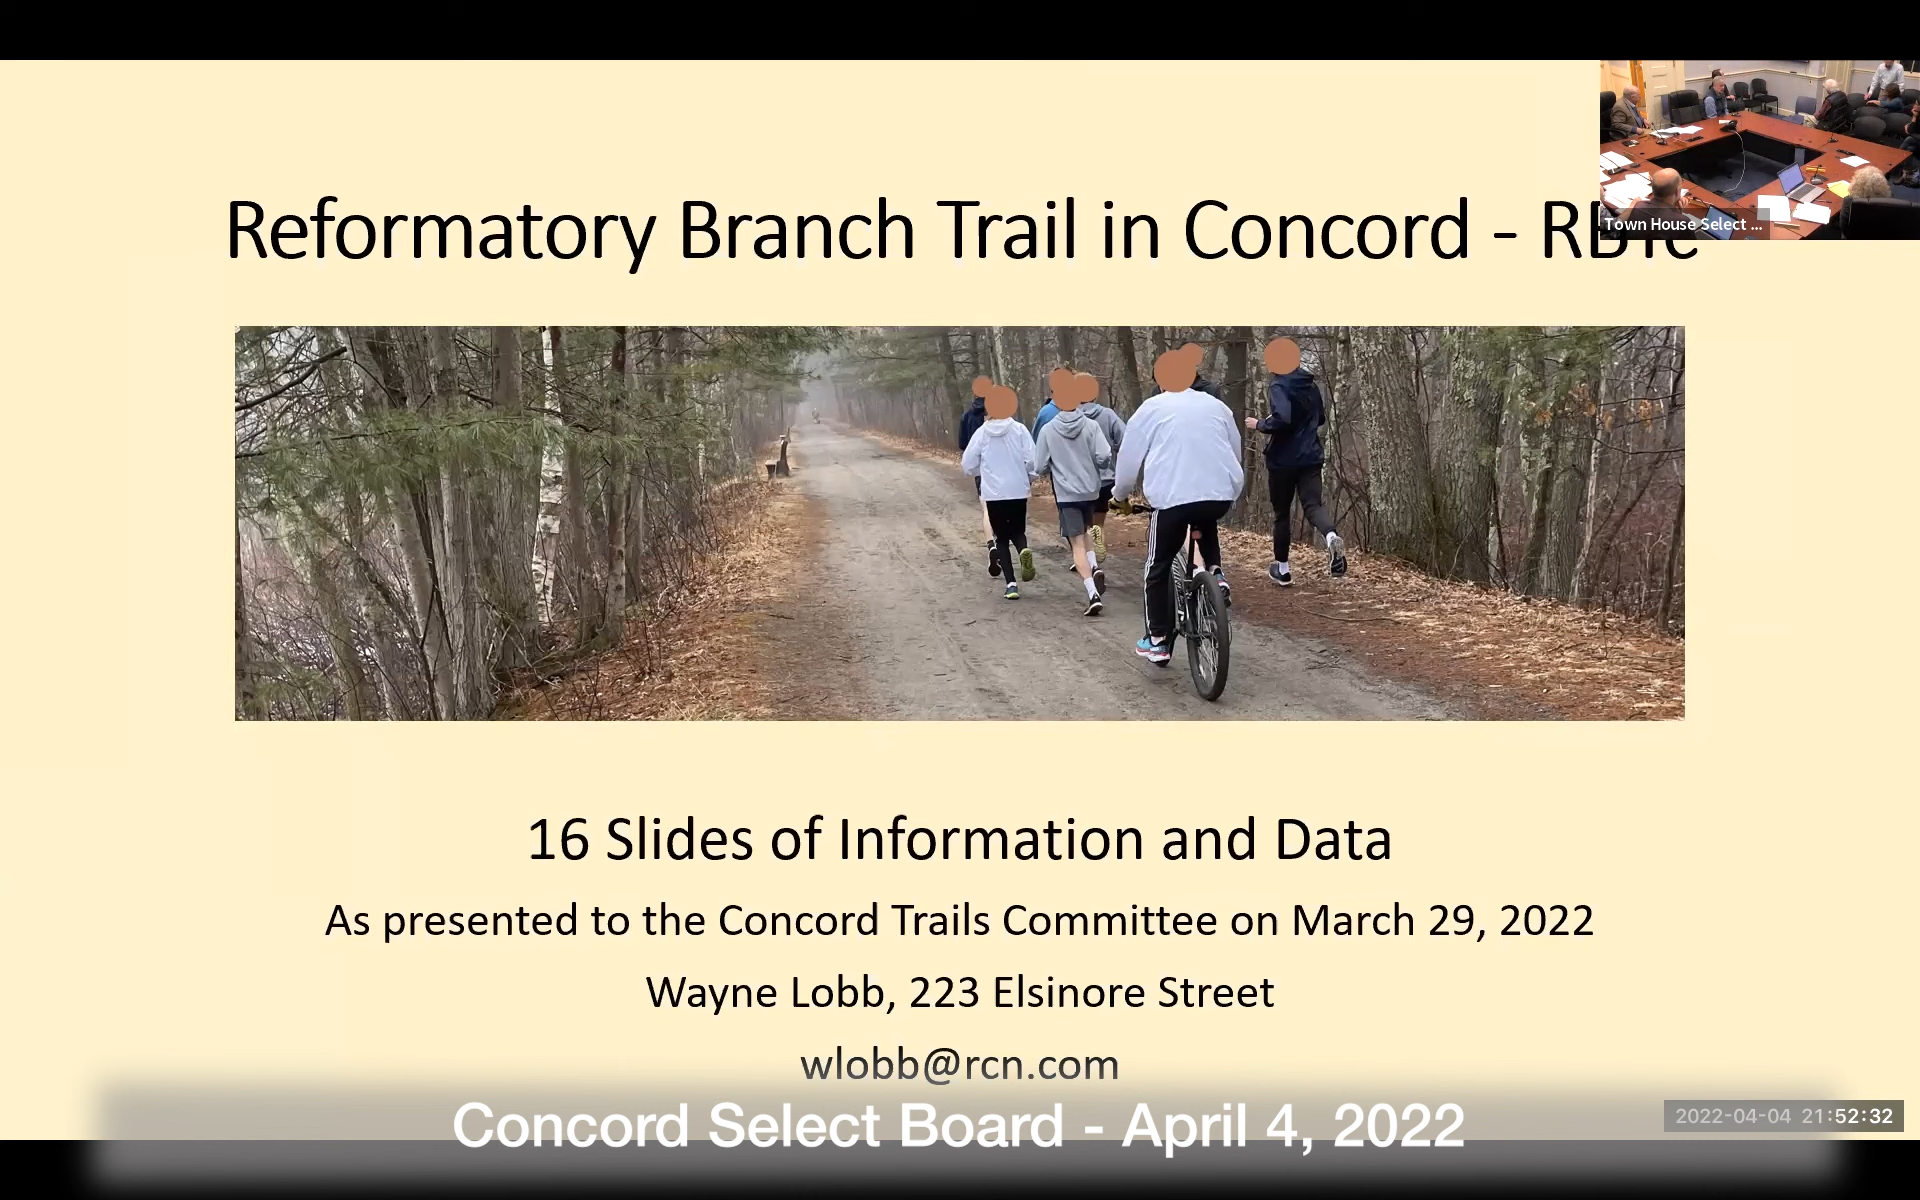 Town House Select ...
Reformatory Branch Trail in Concord - RBTc
16 Slides of Information and Data
As presented to the Concord Trails Committee on March 29, 2022
Wayne Lobb, 223 Elsinore Street
wlobb@rcn.com
Concord Select Board - April 4, 2022
2022-04-04 21:52:32